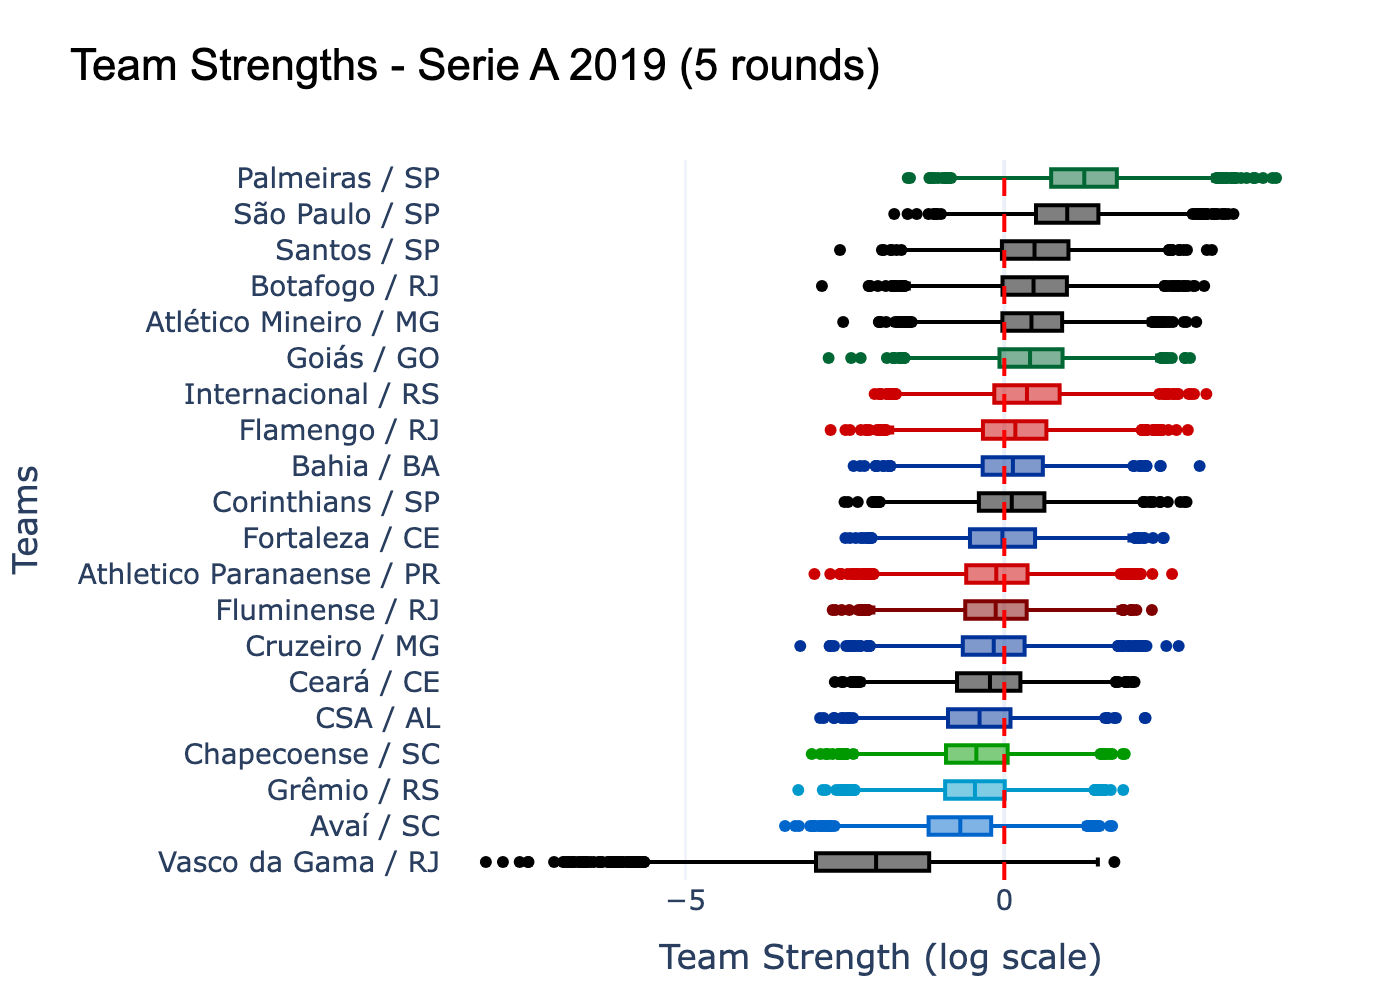 Team Strengths - Serie A 2019 (5 rounds)
Palmeiras / SP
São Paulo / SP
Santos / SP
Botafogo / RJ
Atlético Mineiro / MG
Goiás / GO
Internacional / RS
Flamengo / RJ
Bahia / BA
Corinthians / SP
Fortaleza / CE
Athletico Paranaense / PR
Fluminense / RJ
Cruzeiro / MG
Ceará / CE
CSA / AL
Chapecoense / SC
Grêmio / RS
Avaí / SC
Vasco da Gama / RJ
Teams
−5
0
Team Strength (log scale)